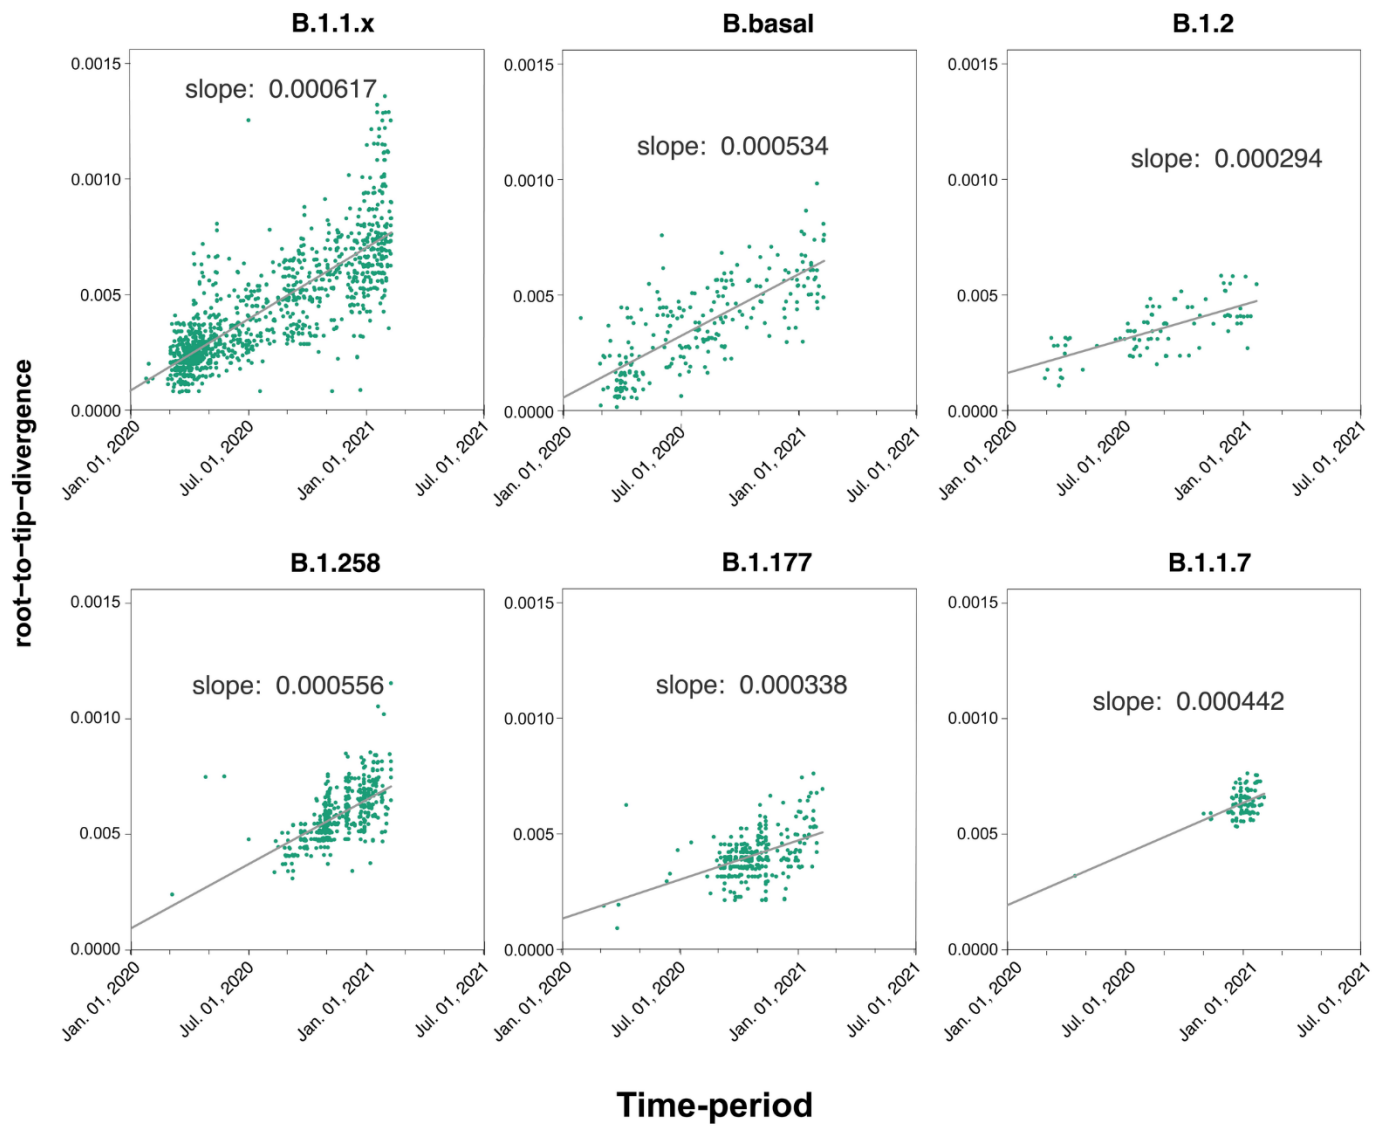 B.1.1.x
B.basal
B.1.2
0.0015
0.0010
0.005
0.0000
slope: 0.000617
Jan. 01, 2020
Jul. 01, 2020
Jan. 01, 2021
Jul. 01, 2021
0.0015
0.0010
0.005
0.0000
slope: 0.000534
Jan. 01, 2020
Jul. 01, 2020
Jan. 01, 2021
Jul. 01, 2021
0.0015
0.0010
0.005
0.0000
slope: 0.000294
Jan. 01, 2020
Jul. 01, 2020
Jan. 01, 2021
Jul. 01, 2021
root-to-tip-divergence
B.1.258
B.1.177
B.1.1.7
0.0015
0.0010
0.005
0.0000
slope: 0.000556
Jan. 01, 2020
Jul. 01, 2020
Jan. 01, 2021
Jul. 01, 2021
0.0015
0.0010
0.005
0.0000
slope: 0.000338
Jan. 01, 2020
Jul. 01, 2020
Jan. 01, 2021
Jul. 01, 2021
0.0015
0.0010
0.005
0.0000
slope: 0.000442
Jan. 01, 2020
Jul. 01, 2020
Jan. 01, 2021
Jul. 01, 2021
Time-period